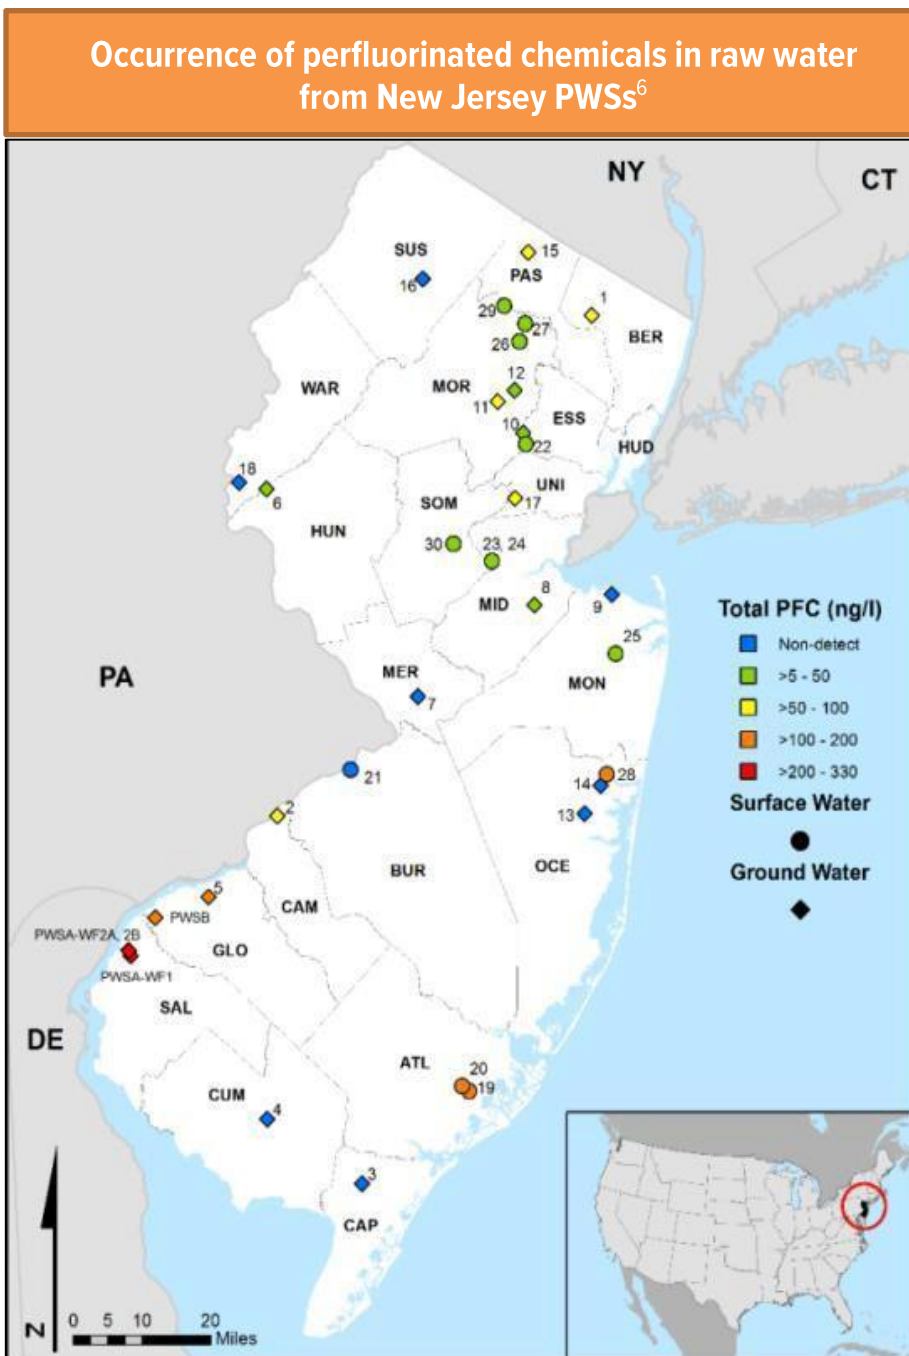 Occurrence of perfluorinated chemicals in raw water
from New Jersey PWSs6
NY
CT
SUS
15
PAS
16
29
1
27
BER
26
12
WAR
MOR
11
ESS
10
22
HUD
18
UNI
6
SOM
17
HUN
30
23, 24
8
MID
9
Total PFC (ng/l)
Non-detect
>5 - 50
>50 - 100
>100 - 200
>200 - 330
Surface Water
Ground Water
25
PA
MER
MON
7
21
28
14
13
2
BUR
OCE
5
CAM
PWSB
PWSA-WF2A, 2B
GLO
PWSA-WF1
SAL
DE
ATL
20
19
CUM
4
3
CAP
N
0 5 10 20
Miles